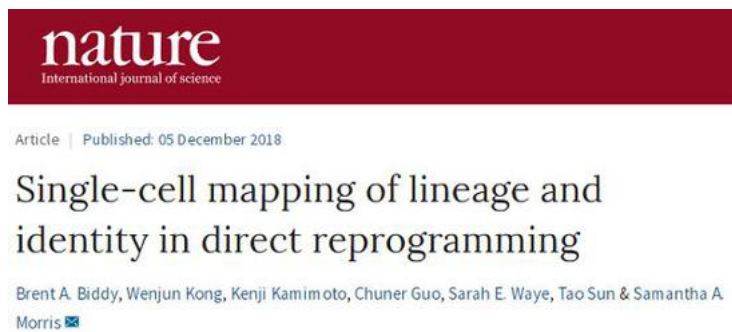 nature
International journal of science
Article | Published: 05 December 2018
Single-cell mapping of lineage and
identity in direct reprogramming
Brent A. Biddy, Wenjun Kong, Kenji Kamimoto, Chuner Guo, Sarah E. Waye, Tao Sun & Samantha A.
Morris